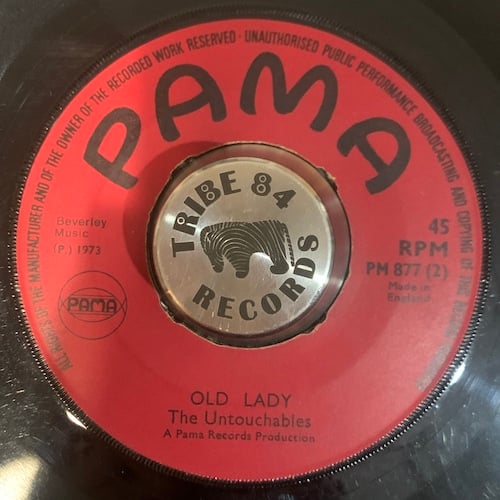 ALL RIGHTS OF THE MANUFACTURER AND OF THE OWNER OF THE RECORDED WORK RESERVED · UNAUTHORISED PUBLIC PERFORMANCE BROADCASTING AND COPYING OF THE
PAMA
TRIBE 84
RECORDS
Beverley
Music
(P.) 1973
PAMA
45
RPM
PM 877 (2)
Made in
England
OLD LADY
The Untouchables
A Pama Records Production